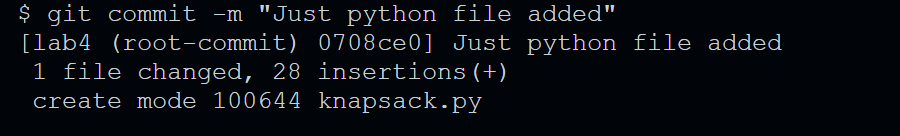 $ git commit -m "Just python file added"
[lab4 (root-commit) 0708ce0] Just python file added
 1 file changed, 28 insertions(+)
 create mode 100644 knapsack.py